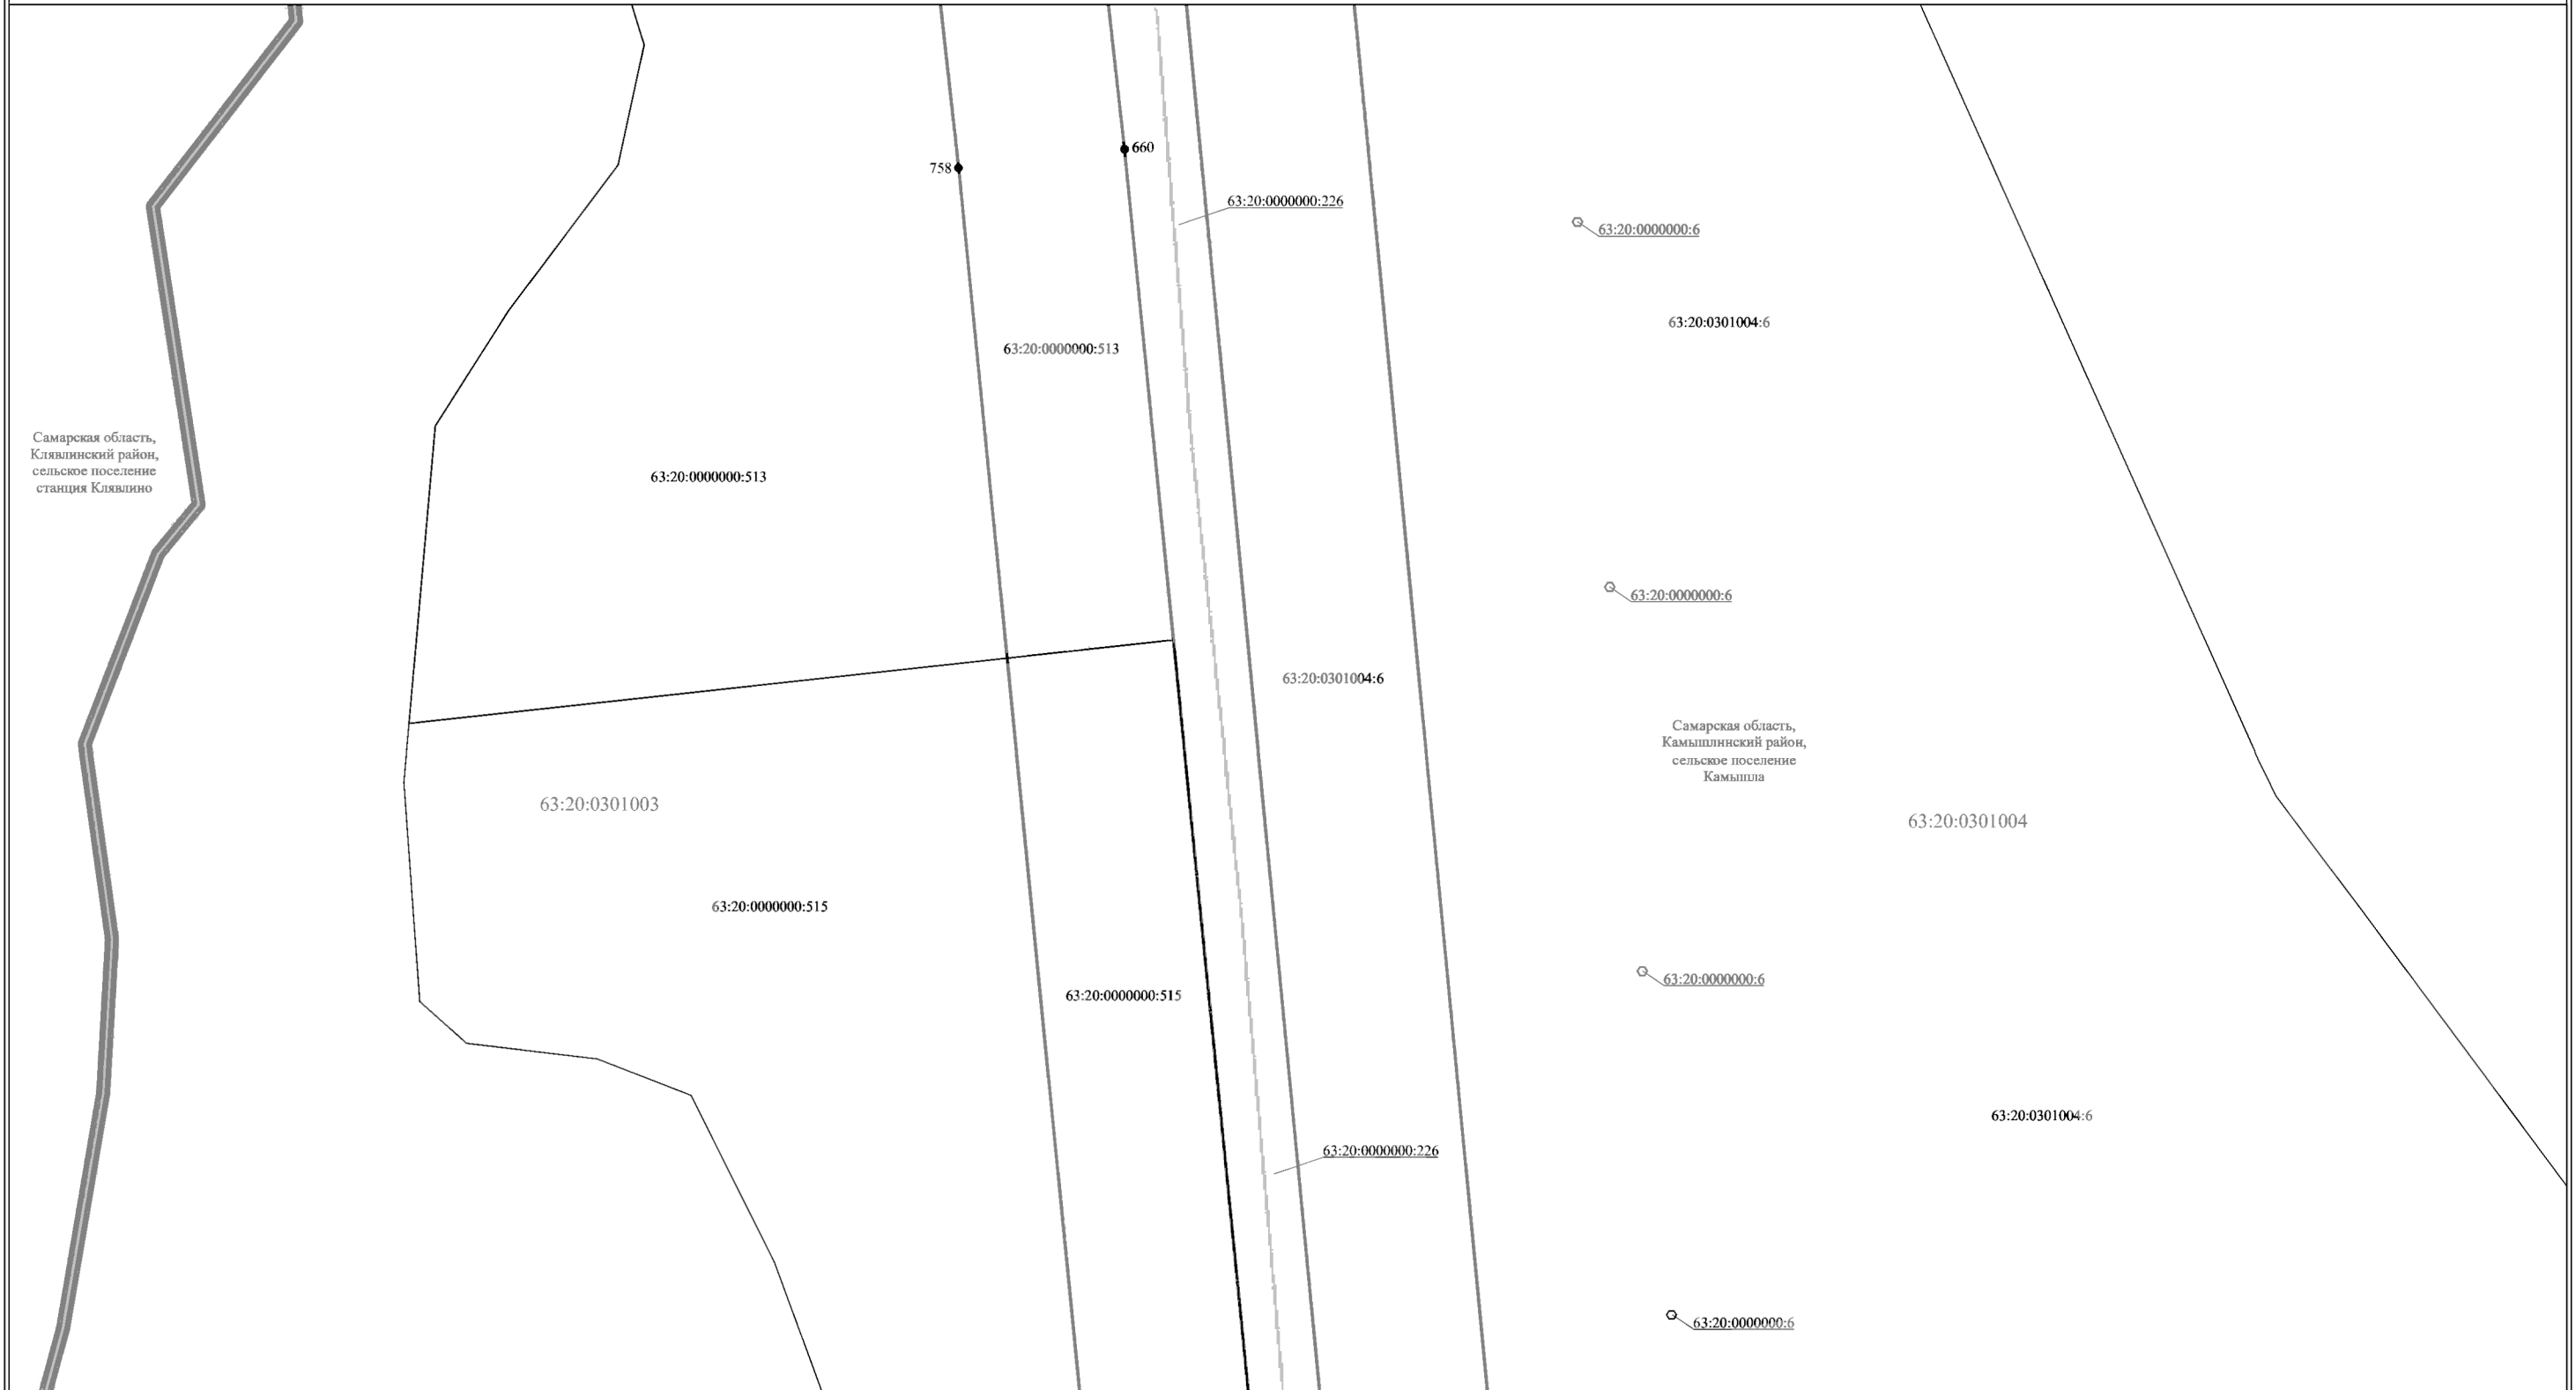 660
758
63:20:0000000:226
63:20:0000000:6
63:20:0301004:6
63:20:0000000:513
Самарская область,
Клявлинский район,
сельское поселение
станция Клявлино
63:20:0000000:513
63:20:0000000:6
63:20:0301004:6
Самарская область,
Камышлинский район,
сельское поселение
Камышла
63:20:0301003
63:20:0301004
63:20:0000000:515
63:20:0000000:6
63:20:0000000:515
63:20:0301004:6
63:20:0000000:226
63:20:0000000:6